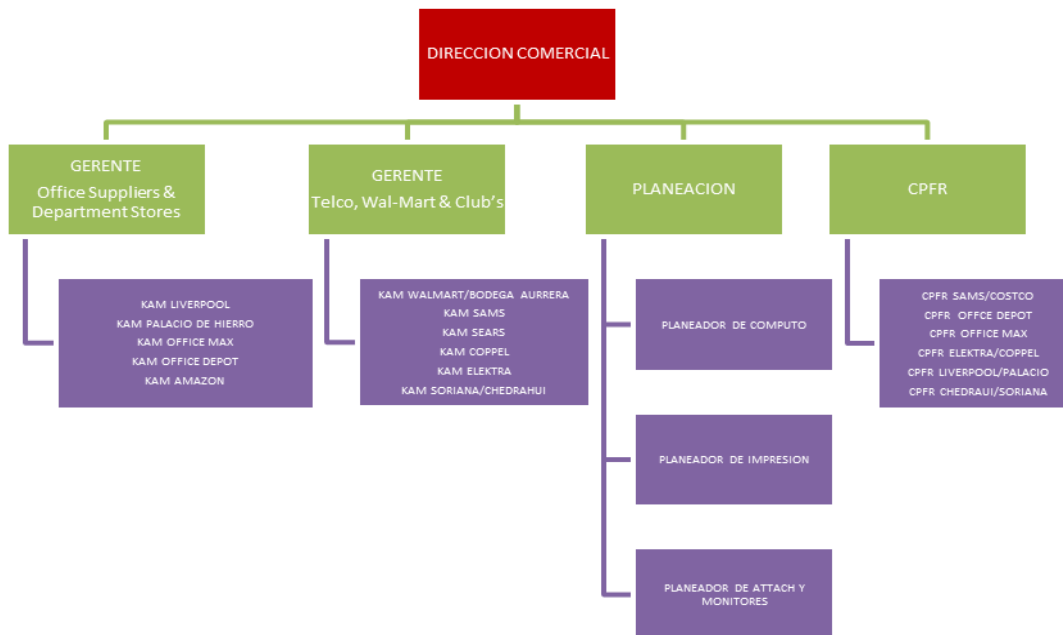 DIRECCION COMERCIAL
GERENTE
Office Suppliers &
Department Stores
GERENTE
Telco, Wal-Mart & Club's
PLANEACION
CPFR
KAM LIVERPOOL
KAM PALACIO DE HIERRO
KAM OFFICE MAX
KAM OFFICE DEPOT
KAM AMAZON
KAM WALMART/BODEGA AURRERA
KAM SAMS
KAM SEARS
KAM COPPEL
KAM ELEKTRA
KAM SORIANA/CHEDRAHUI
PLANEADOR DE COMPUTO
PLANEADOR DE IMPRESION
PLANEADOR DE ATTACH Y
MONITORES
CPFR SAMS/COSTCO
CPFR OFFCE DEPOT
CPFR OFFICE MAX
CPFR ELEKTRA/COPPEL
CPFR LIVERPOOL/PALACIO
CPFR CHEDRAUI/SORIANA